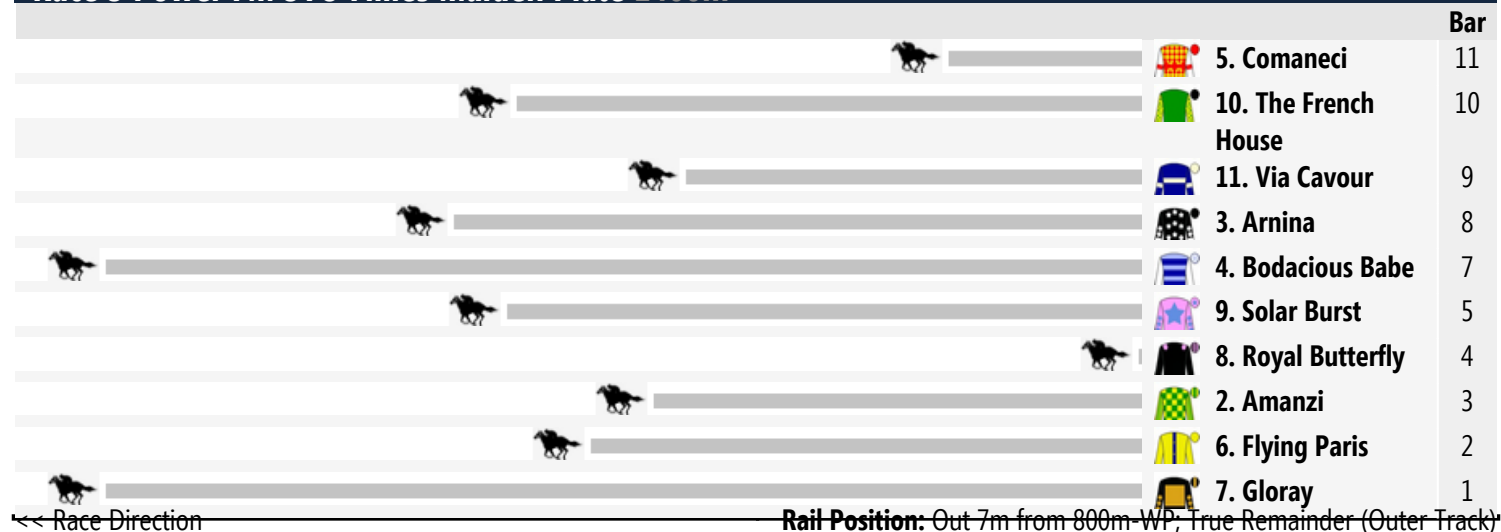 Bar
5. Comaneci 11
10. The French 10
House
11. Via Cavour 9
3. Arnina 8
4. Bodacious Babe 7
9. Solar Burst 5
8. Royal Butterfly 4
2. Amanzi 3
6. Flying Paris 2
7. Gloray 1
<< Race Direction Rail Position: Out 7m from 800m-WP; True Remainder (Outer Track)